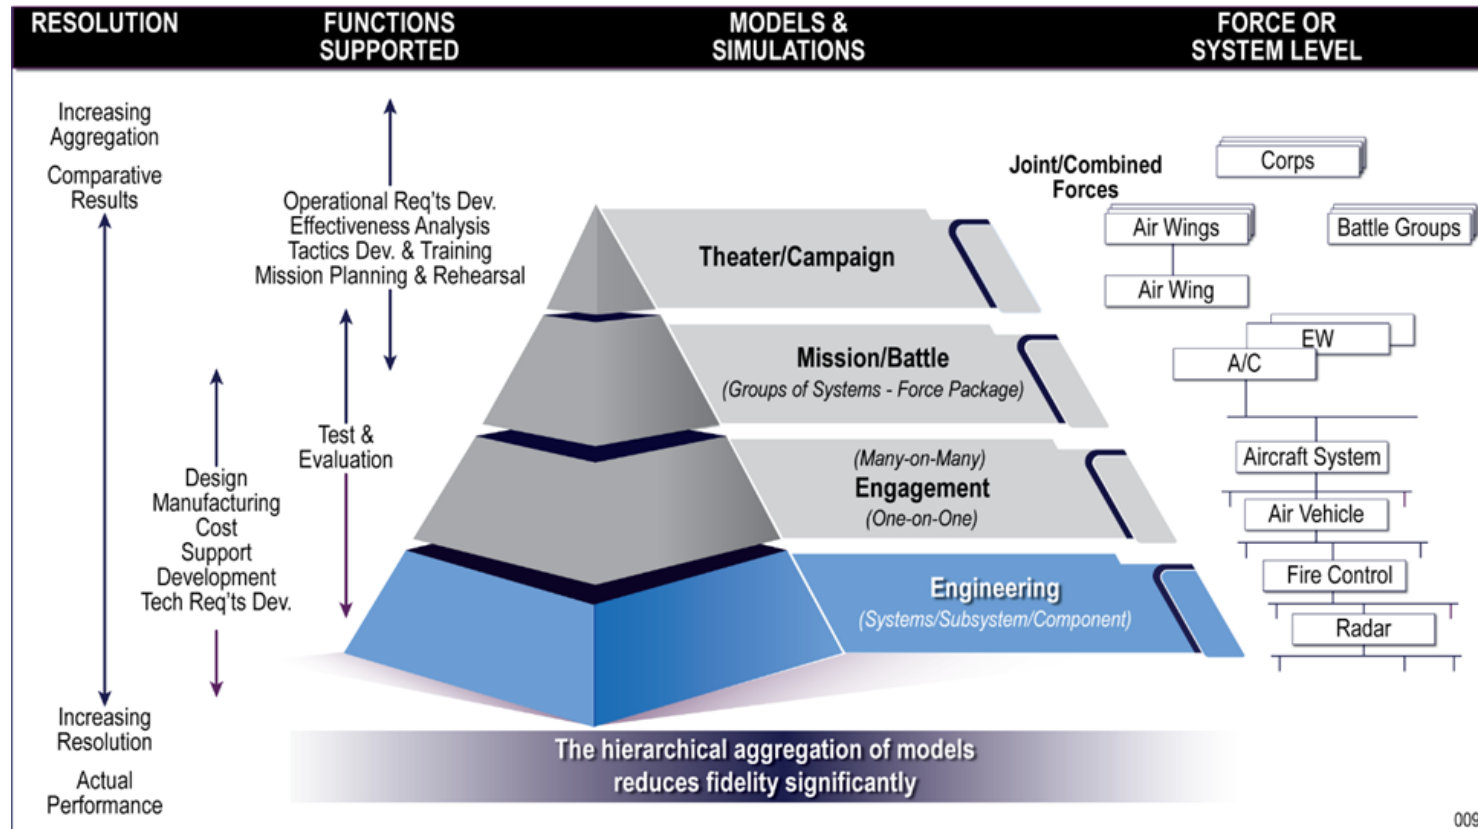 RESOLUTION
FUNCTIONS
SUPPORTED
MODELS &
SIMULATIONS
FORCE OR
SYSTEM LEVEL
Increasing
Aggregation
Comparative
Results
Increasing
Resolution
Actual
Performance
Operational Req'ts Dev.
Effectiveness Analysis
Tactics Dev. & Training
Mission Planning & Rehearsal
Test &
Evaluation
Design
Manufacturing
Cost
Support
Development
Tech Req'ts Dev.
Theater/Campaign
Mission/Battle
(Groups of Systems - Force Package)
(Many-on-Many)
Engagement
(One-on-One)
Engineering
(Systems/Subsystem/Component)
Joint/Combined
Forces
Corps
Air Wings
Battle Groups
Air Wing
EW
A/C
Aircraft System
Air Vehicle
Fire Control
Radar
The hierarchical aggregation of models
reduces fidelity significantly
009